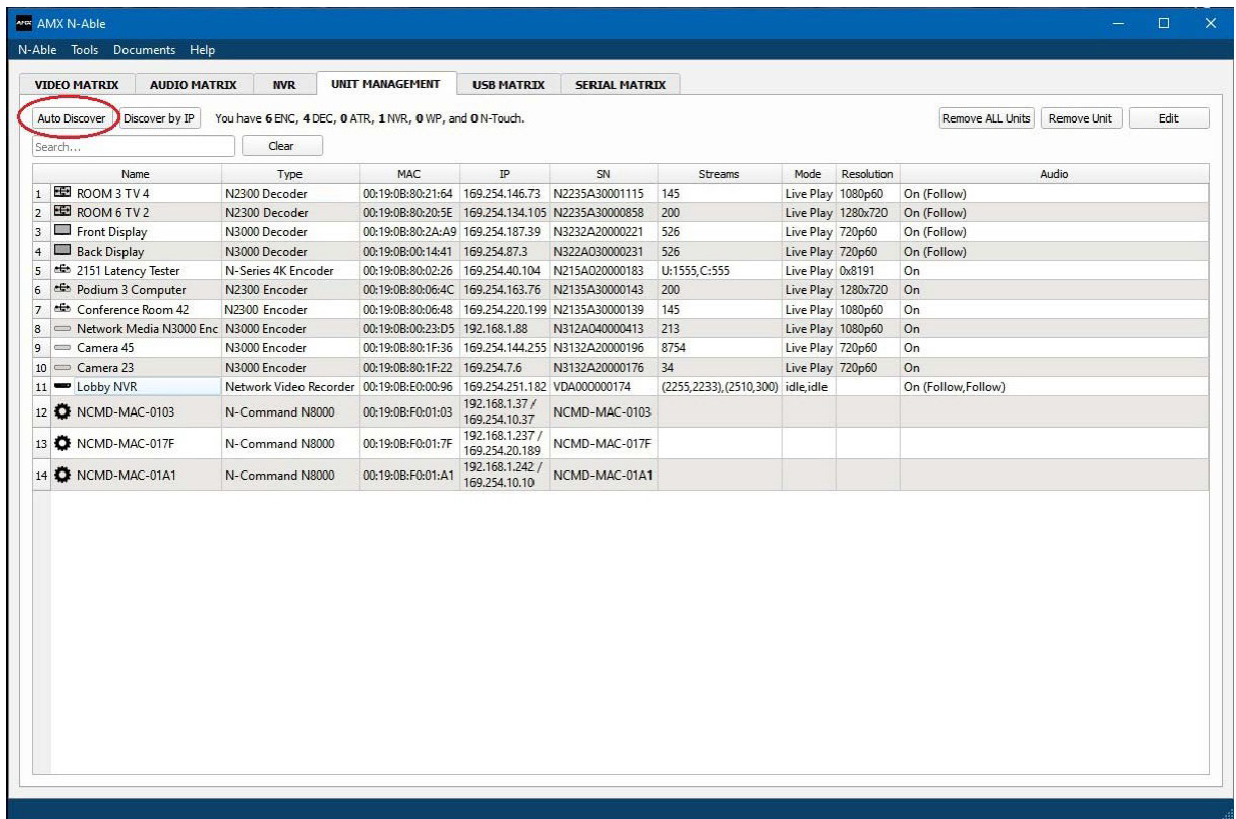 AMX AMX N-Able
N-Able Tools Documents Help
VIDEO MATRIX AUDIO MATRIX NVR UNIT MANAGEMENT USB MATRIX SERIAL MATRIX
Auto Discover Discover by IP You have 6 ENC, 4 DEC, 0 ATR, 1 NVR, 0 WP, and 0 N-Touch. Remove ALL Units Remove Unit Edit
Search... Clear
Name Type MAC IP SN Streams Mode Resolution Audio
1 ROOM 3 TV 4 N2300 Decoder 00:19:0B:80:21:64 169.254.146.73 N2235A30001115 145 Live Play 1080p60 On (Follow)
2 ROOM 6 TV 2 N2300 Decoder 00:19:0B:80:20:5E 169.254.134.105 N2235A30000858 200 Live Play 1280x720 On (Follow)
3 Front Display N3000 Decoder 00:19:0B:80:2A:A9 169.254.187.39 N3232A20000221 526 Live Play 720p60 On (Follow)
4 Back Display N3000 Decoder 00:19:0B:00:14:41 169.254.87.3 N322A030000231 526 Live Play 720p60 On (Follow)
5 2151 Latency Tester N-Series 4K Encoder 00:19:0B:80:02:26 169.254.40.104 N215A020000183 U:1555,C:555 Live Play 0x8191 On
6 Podium 3 Computer N2300 Encoder 00:19:0B:80:06:4C 169.254.163.76 N2135A30000143 200 Live Play 1280x720 On
7 Conference Room 42 N2300 Encoder 00:19:0B:80:06:48 169.254.220.199 N2135A30000139 145 Live Play 1080p60 On
8 Network Media N3000 Enc N3000 Encoder 00:19:0B:00:23:D5 192.168.1.88 N312A040000413 213 Live Play 1080p60 On
9 Camera 45 N3000 Encoder 00:19:0B:80:1F:36 169.254.144.255 N3132A20000196 8754 Live Play 720p60 On
10 Camera 23 N3000 Encoder 00:19:0B:80:1F:22 169.254.7.6 N3132A20000176 34 Live Play 720p60 On
11 Lobby NVR Network Video Recorder 00:19:0B:E0:00:96 169.254.251.182 VDA000000174 (2255,2233),(2510,300) idle,idle On (Follow,Follow)
12 NCMD-MAC-0103 N-Command N8000 00:19:0B:F0:01:03 192.168.1.37 / NCMD-MAC-0103
169.254.10.37
13 NCMD-MAC-017F N-Command N8000 00:19:0B:F0:01:7F 192.168.1.237 / NCMD-MAC-017F
169.254.20.189
14 NCMD-MAC-01A1 N-Command N8000 00:19:0B:F0:01:A1 192.168.1.242 / NCMD-MAC-01A1
169.254.10.10